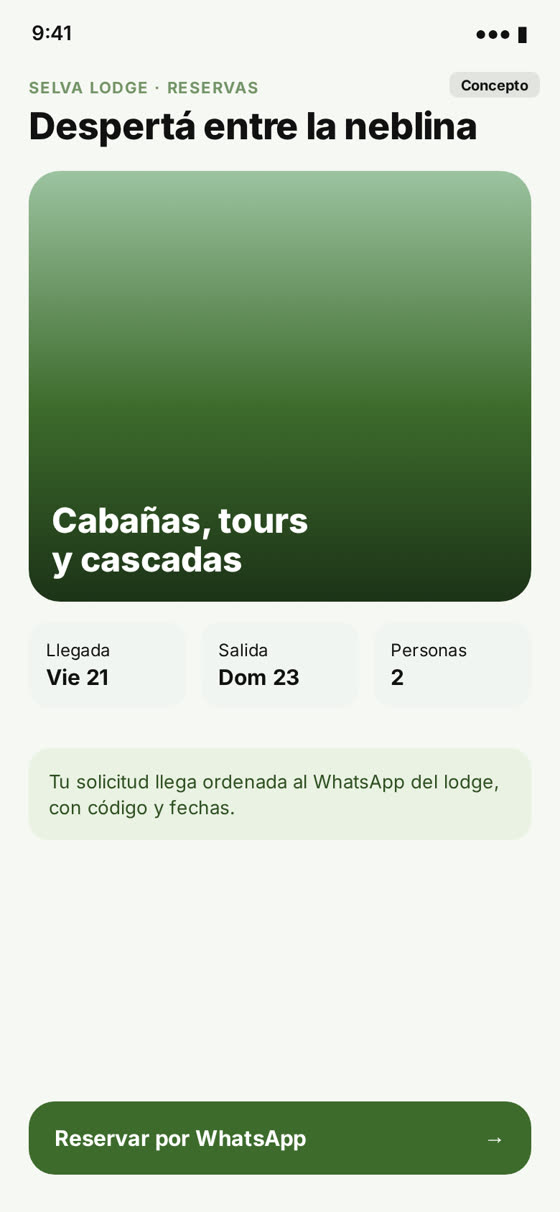 9:41
SELVA LODGE · RESERVAS
Concepto
Despertá entre la neblina
Cabañas, tours
y cascadas
Llegada
Vie 21
Salida
Dom 23
Personas
2
Tu solicitud llega ordenada al WhatsApp del lodge,
con código y fechas.
Reservar por WhatsApp →